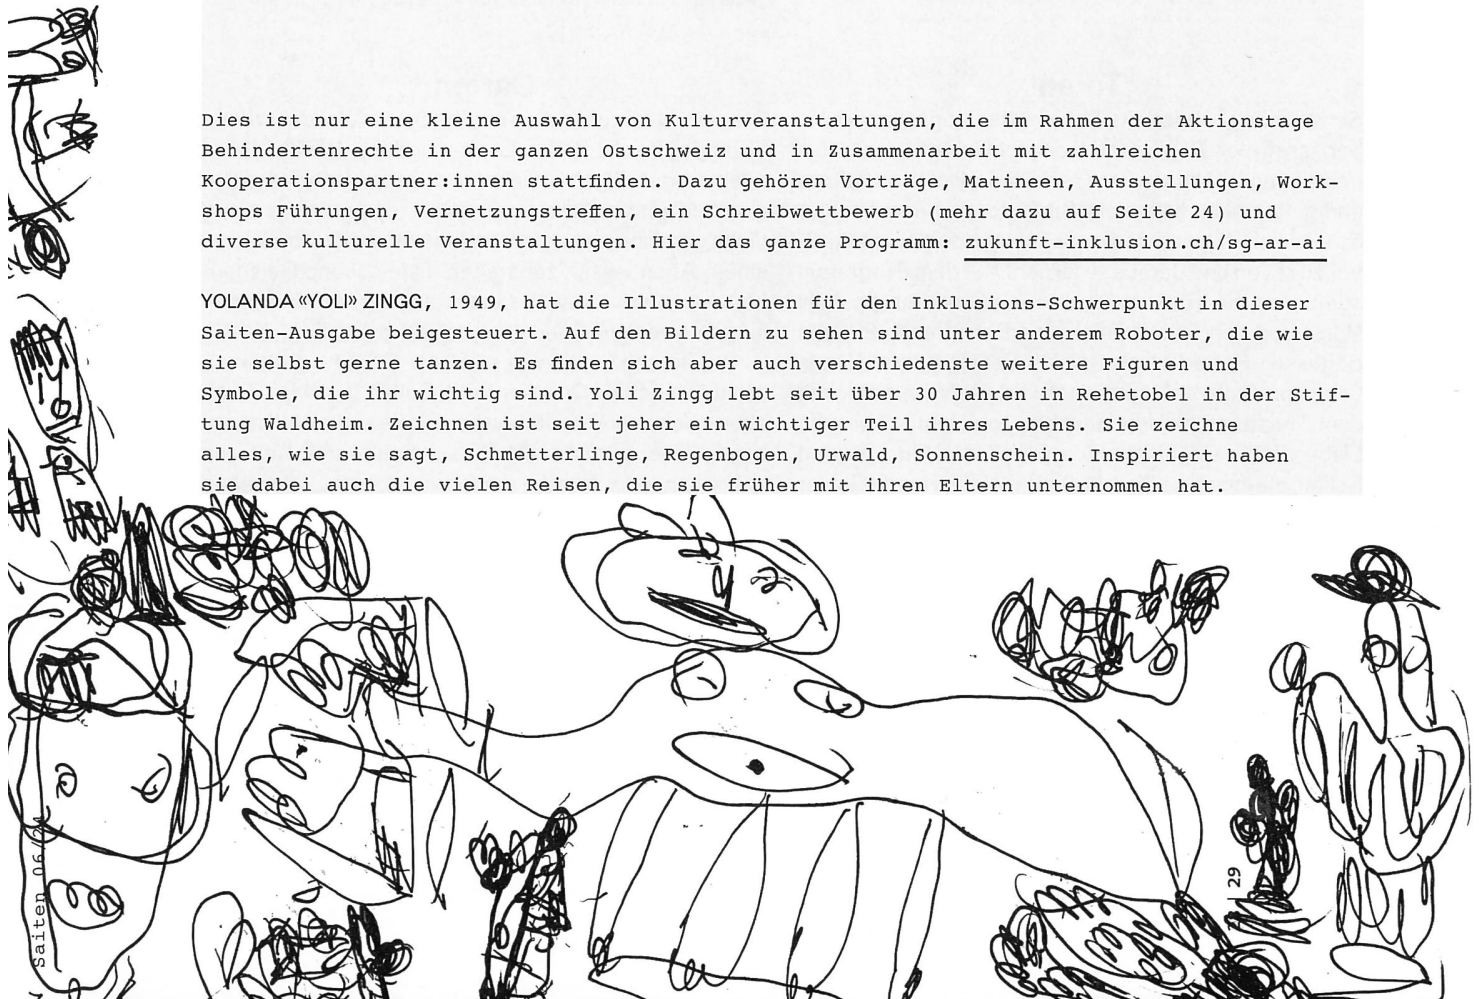 Dies ist nur eine kleine Auswahl von Kulturveranstaltungen, die im Rahmen der Aktionstage
Behindertenrechte in der ganzen Ostschweiz und in Zusammenarbeit mit zahlreichen
Kooperationspartner:innen stattfinden. Dazu gehören Vorträge, Matineen, Ausstellungen, Work-
shops Führungen, Vernetzungstreffen, ein Schreibwettbewerb (mehr dazu auf Seite 24) und
diverse kulturelle Veranstaltungen. Hier das ganze Programm: zukunft-inklusion.ch/sg-ar-ai
YOLANDA «YOLI» ZINGG, 1949, hat die Illustrationen für den Inklusions-Schwerpunkt in dieser
Saiten-Ausgabe beigesteuert. Auf den Bildern zu sehen sind unter anderem Roboter, die wie
sie selbst gerne tanzen. Es finden sich aber auch verschiedenste weitere Figuren und
Symbole, die ihr wichtig sind. Yoli Zingg lebt seit über 30 Jahren in Rehetobel in der Stif-
tung Waldheim. Zeichnen ist seit jeher ein wichtiger Teil ihres Lebens. Sie zeichne
alles, wie sie sagt, Schmetterlinge, Regenbogen, Urwald, Sonnenschein. Inspiriert haben
sie dabei auch die vielen Reisen, die sie früher mit ihren Eltern unternommen hat.
Saiten 06/24
29